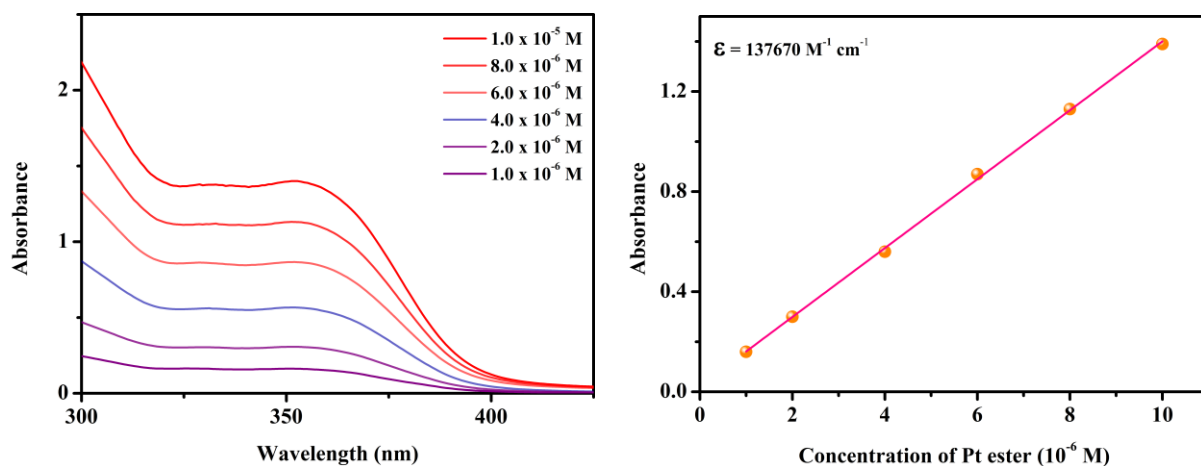 1.0 x 10⁻⁵ M
8.0 x 10⁻⁶ M
6.0 x 10⁻⁶ M
4.0 x 10⁻⁶ M
2.0 x 10⁻⁶ M
1.0 x 10⁻⁶ M
2
1
0
300 350 400
Absorbance
Wavelength (nm)
ε = 137670 M⁻¹ cm⁻¹
1.2
0.8
0.4
0.0
0 2 4 6 8 10
Absorbance
Concentration of Pt ester (10⁻⁶ M)